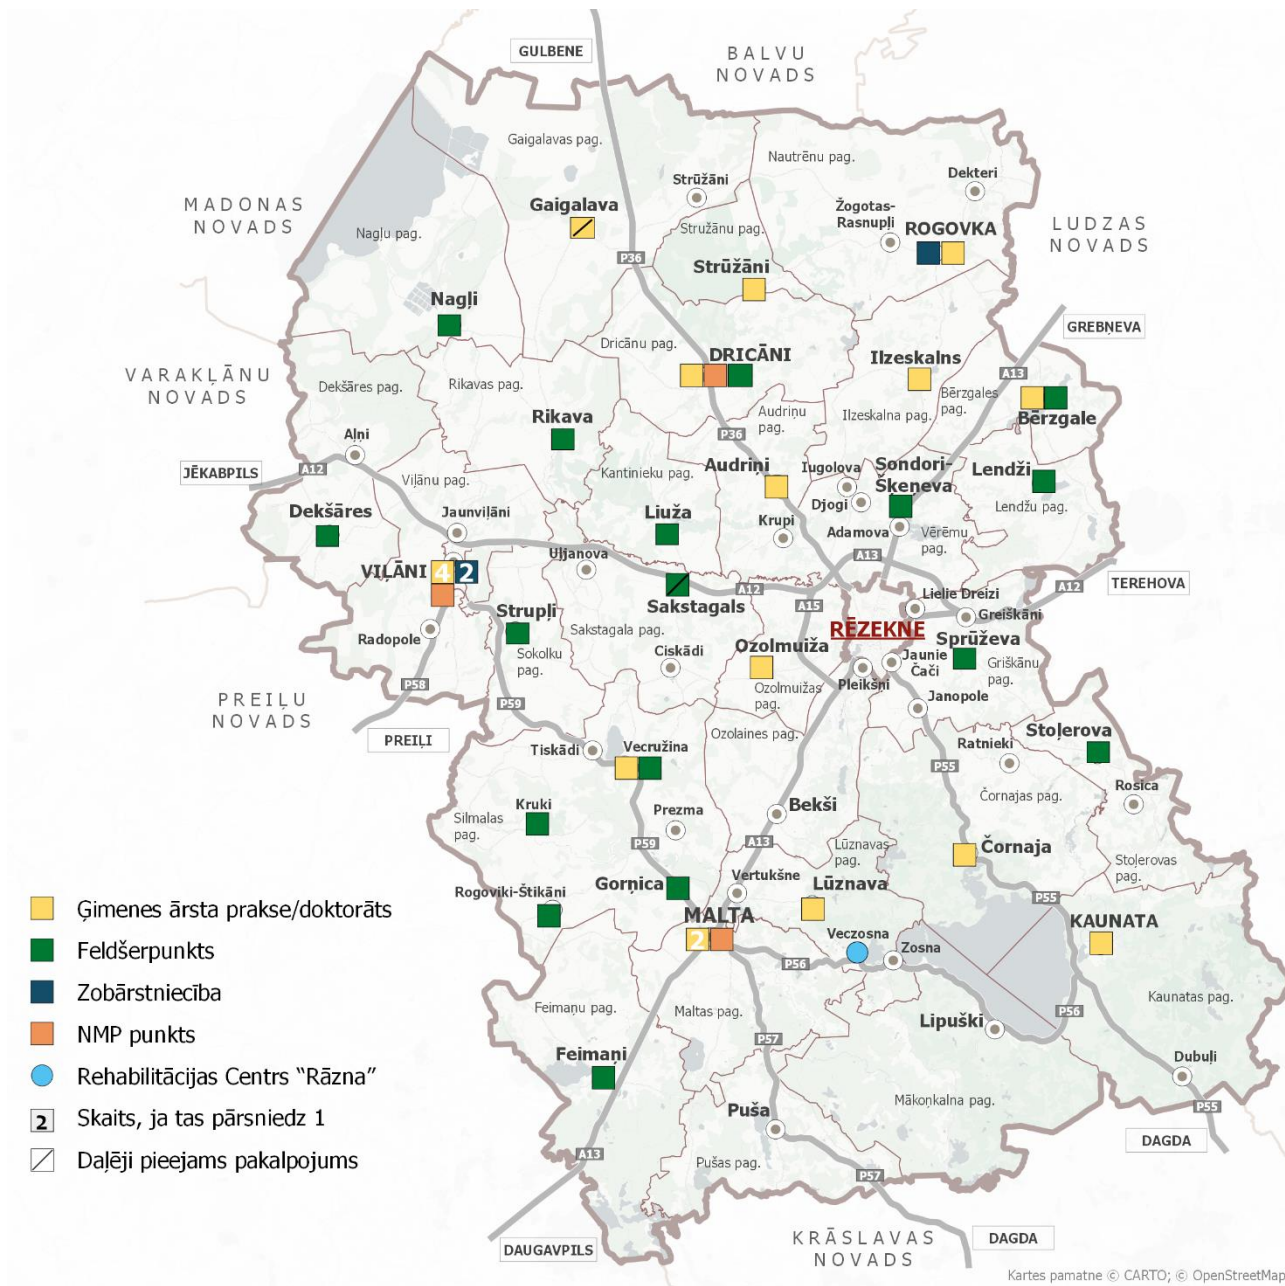 GULBENE
BALVU
NOVADS
Gaigalavas pag.
Nautrēnu pag.
Dekteri
Strūžāni
MADONAS
NOVADS
Gaigalava
Žogotas-
Rasnupļi
ROGOVKA
LUDZAS
NOVADS
Nagļu pag.
Stružānu pag.
P36
Strūžāni
Nagļi
GREBŅEVA
Dricānu pag.
DRICĀNI
Ilzeskalns
VARAKĻĀNU
NOVADS
Dekšāres pag.
Rikavas pag.
A13
Bērzgales
pag.
Audriņu
pag.
Ilzeskalna pag.
Bērzgale
Rikava
P36
Aļņi
JĒKABPILS
A12
Viļānu pag.
Kantinieku pag.
Audriņi
Iugolova
Sondori-
Šķeņeva
Lendži
Djogi
Lendžu pag.
Dekšāres
Jaunviļāni
Liuža
Krupi
Adamova
Vērēmu
pag.
Uļjanova
A13
VIĻĀNI
4
2
A12
TEREHOVA
Sakstagals
A12
A15
Lielie Dreizi
Greiškāni
Strupļi
Radopole
Sakstagala pag.
RĒZEKNE
Sokolku
pag.
Ciskādi
Ozolmuiža
Sprūževa
Jaunie
Čači
Griškānu
pag.
Pleikšņi
P58
PREIĻU
NOVADS
P59
Ozolmuižas
pag.
Janopole
PREIĻI
Ozolaines pag.
Stoļerova
Tiskādi
Vecružina
Ratnieki
P55
Rosica
Kruki
Prezma
Bekši
Čornajas pag.
Silmalas
pag.
P59
A13
Lūznavas
pag.
Čornaja
Stoļerovas
pag.
Gorņica
Vertukšne
Lūznava
P55
Rogoviki-Štikāni
MALTA
KAUNATA
2
Veczosna
Zosna
P56
Feimaņu pag.
Maltas pag.
Kaunatas pag.
P56
Lipuški
P57
Feimaņi
Dubuļi
Mākoņkalna pag.
P55
Puša
DAGDA
A13
Pušas pag.
P57
DAUGAVPILS
KRĀSLAVAS
NOVADS
DAGDA
Ģimenes ārsta prakse/doktorāts
Feldšerpunkts
Zobārstniecība
NMP punkts
Rehabilitācijas Centrs “Rāzna”
2 Skaits, ja tas pārsniedz 1
Daļēji pieejams pakalpojums
Kartes pamatne © CARTO; © OpenStreetMap